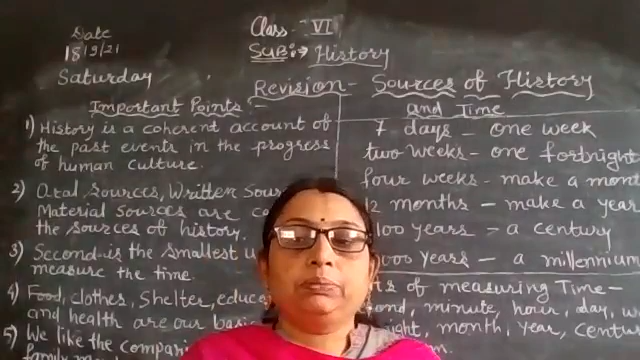 Date
18/9/21
Saturday
Class:- VI
SUB:→ History
Revision - Sources of History
and Time
Important Points:-
1) History is a coherent account of
the past events in the progress
of human culture.
2) Oral Sources, Written
Material Sources are
the sources of history.
3) Second is the smallest
measure the time.
4) Food, clothes, Shelter,
and health are our
5) We like the
7 days - one week
two weeks - one fortnight
four weeks - make a
12 months - make a year
100 years - a century
years - a millennium
of measuring Time -
minute, hour, day,
month, year,